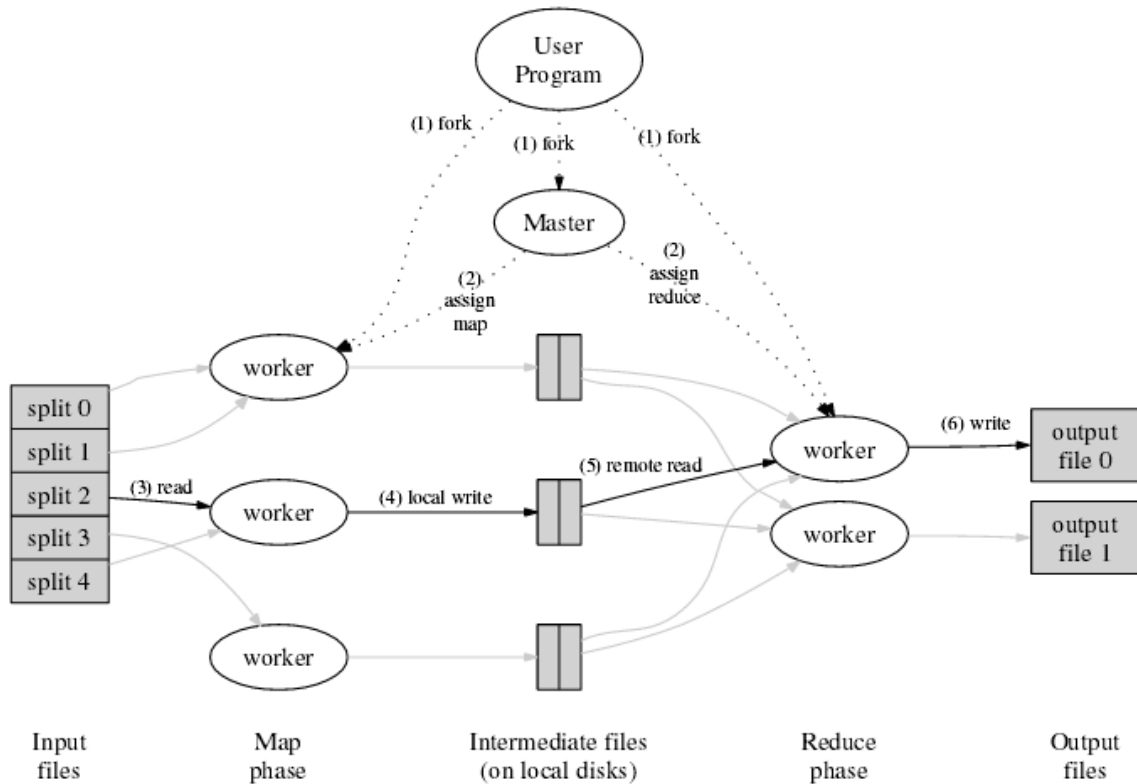 User
Program
(1) fork
(1) fork
(1) fork
Master
(2)
assign
map
(2)
assign
reduce
worker
split 0
split 1
split 2
split 3
split 4
(3) read
worker
(4) local write
(5) remote read
worker
(6) write
output
file 0
worker
output
file 1
worker
Input
files
Map
phase
Intermediate files
(on local disks)
Reduce
phase
Output
files